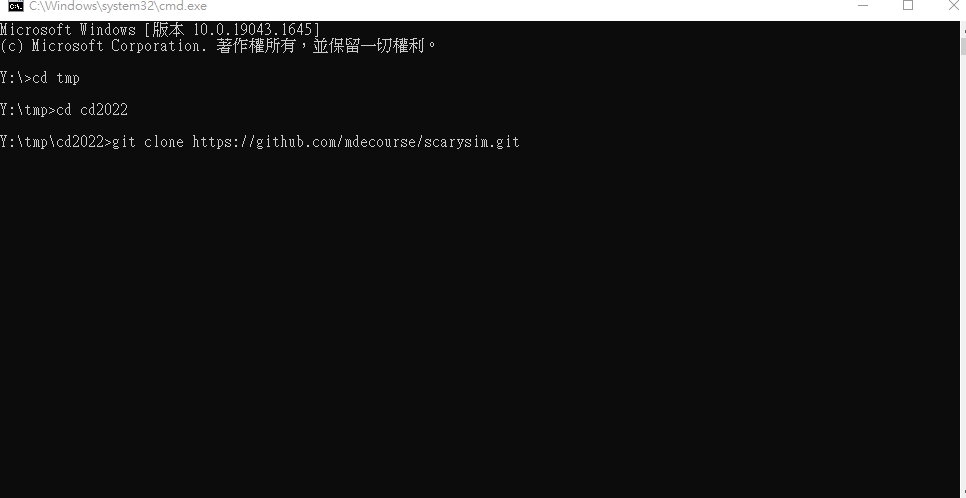 C:\Windows\system32\cmd.exe
Microsoft Windows [版本 10.0.19043.1645]
(c) Microsoft Corporation. 著作權所有，並保留一切權利。
Y:\>cd tmp
Y:\tmp>cd cd2022
Y:\tmp\cd2022>git clone https://github.com/mdecourse/scarysim.git